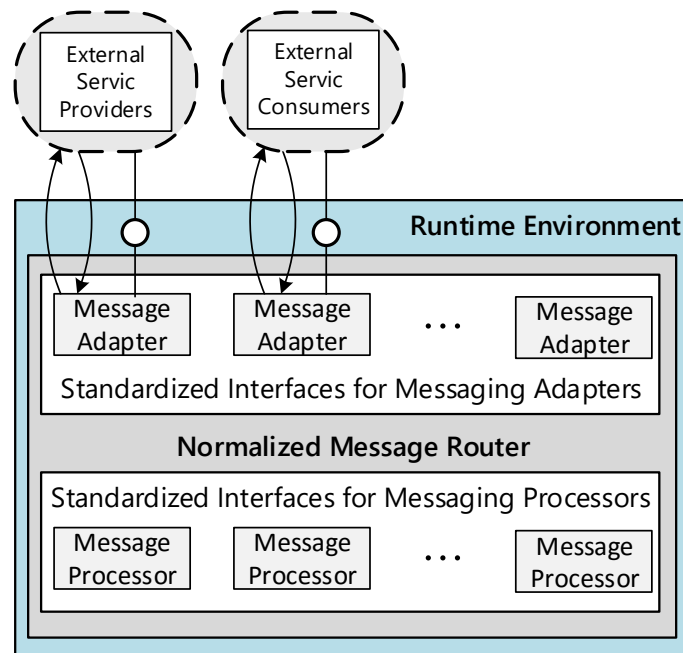 External
Servic
Providers
External
Servic
Consumers
Runtime Environment
Message
Adapter
Message
Adapter
...
Message
Adapter
Standardized Interfaces for Messaging Adapters
Normalized Message Router
Standardized Interfaces for Messaging Processors
Message
Processor
Message
Processor
...
Message
Processor